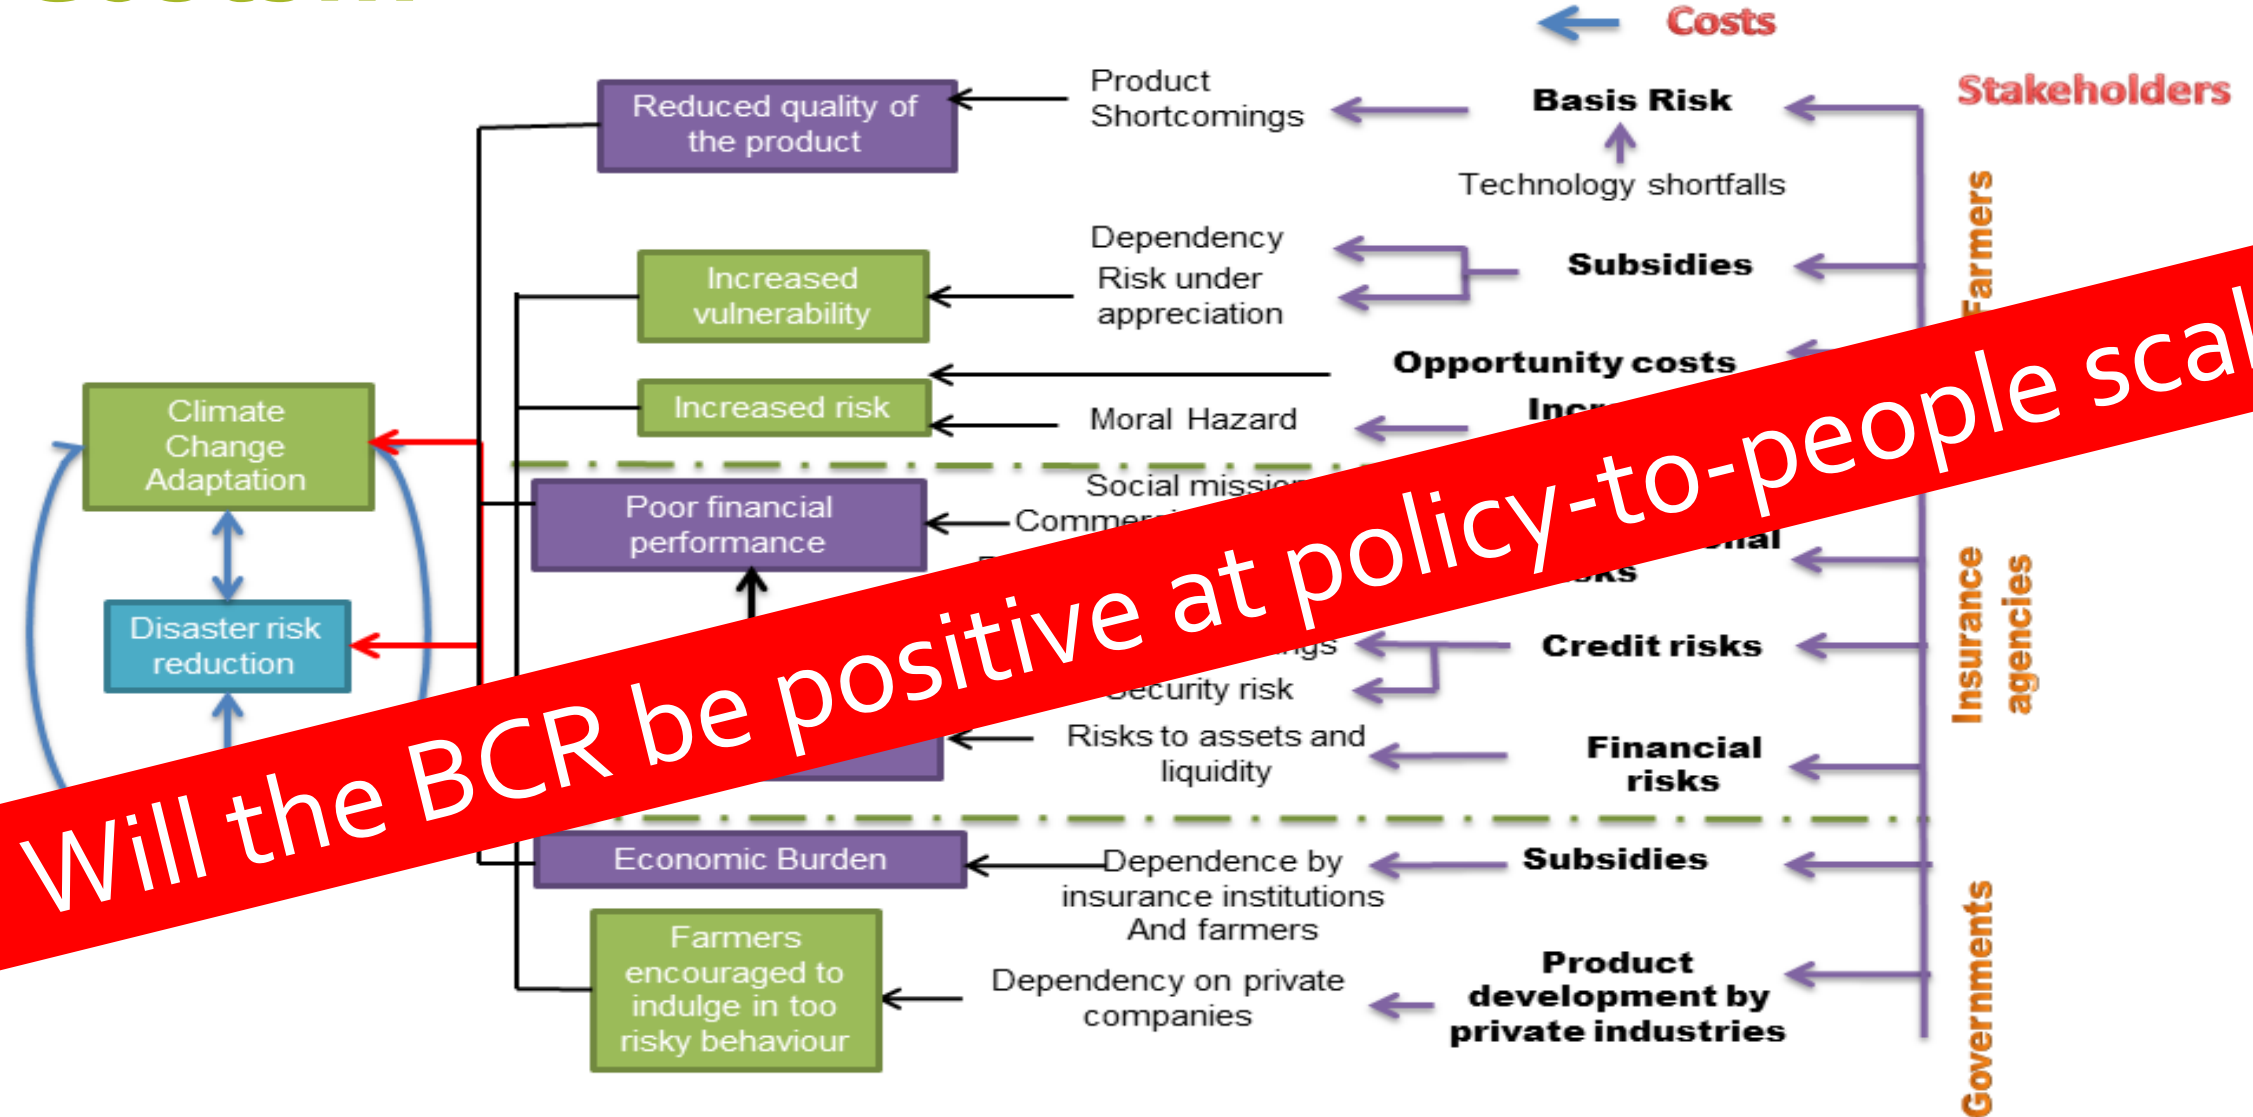 Costs
Stakeholders
Reduced quality of
the product
Product
Shortcomings
Basis Risk
Technology shortfalls
Farmers
Increased
vulnerability
Dependency
Risk under
appreciation
Subsidies
Opportunity costs
Increased risk
Moral Hazard
Climate
Change
Adaptation
Poor financial
performance
Social mission
Disaster risk
reduction
Credit risks
Security risk
Insurance
agencies
Risks to assets and
liquidity
Financial
risks
Will the BCR be positive at policy-to-people
Economic Burden
Dependence by
insurance institutions
And farmers
Subsidies
Farmers
encouraged to
indulge in too
risky behaviour
Dependency on private
companies
Product
development by
private industries
Governments